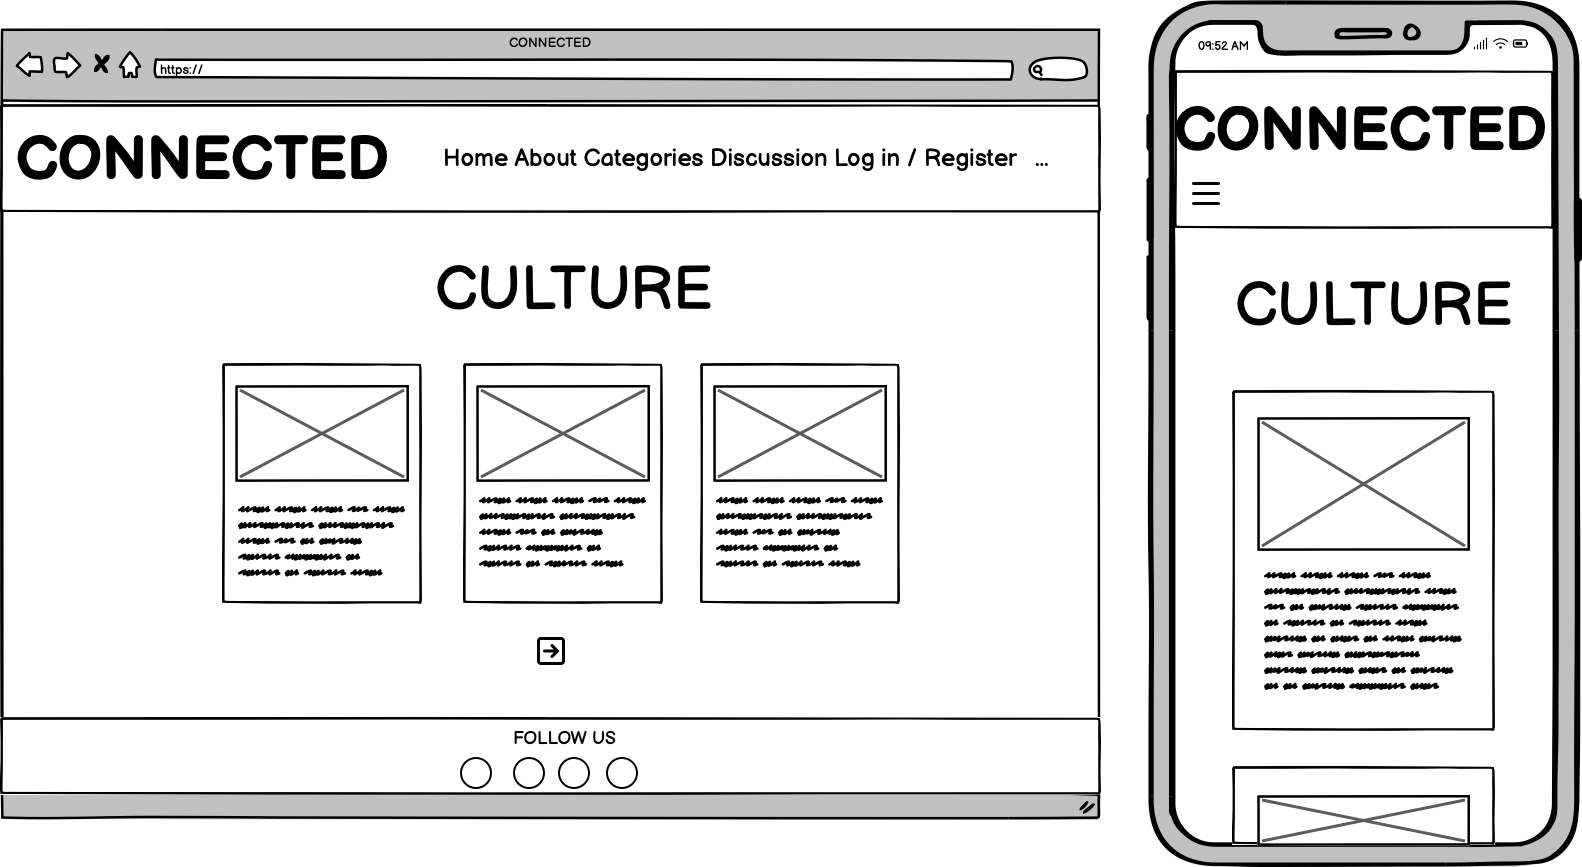 CONNECTED
https://
CONNECTED
Home About Categories Discussion Log in / Register ...
CULTURE
FOLLOW US
09:52 AM
CONNECTED
CULTURE